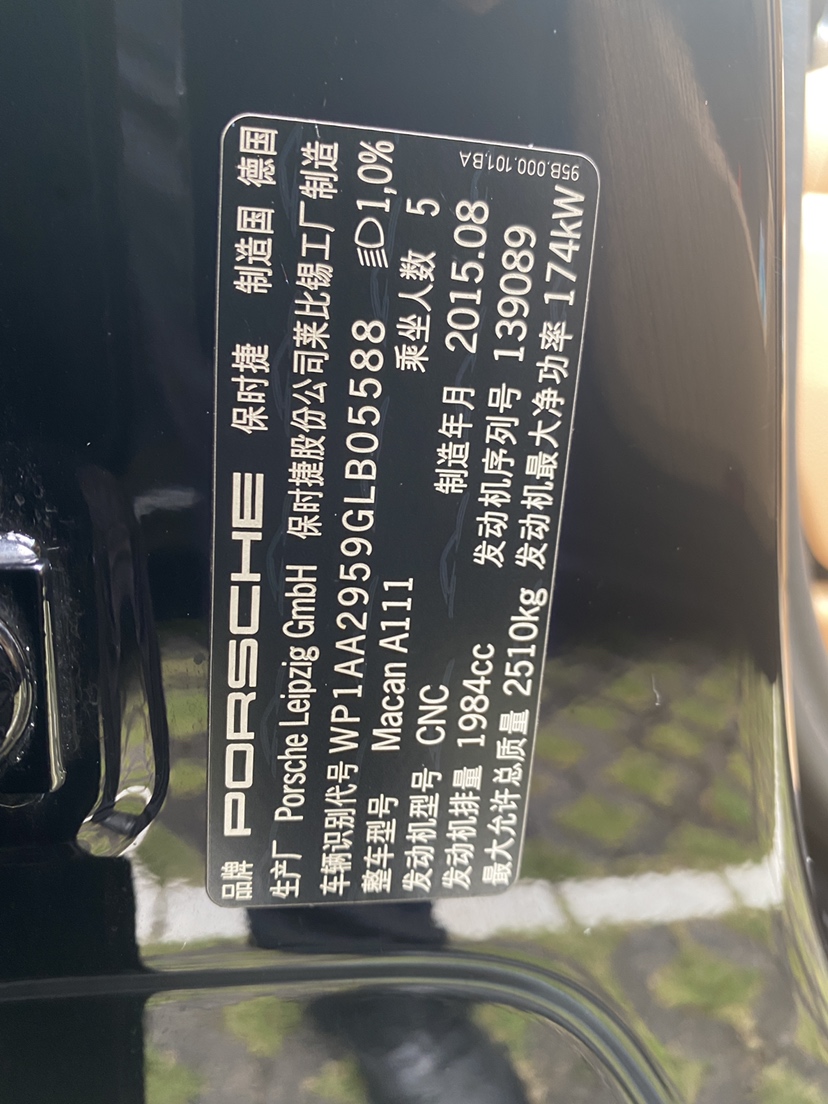 品牌 PORSCHE 保时捷 制造国 德国
生产厂 Porsche Leipzig GmbH 保时捷股份公司莱比锡工厂制造
车辆识别代号 WP1AA2959GLB05588 1,0%
整车型号 Macan A111 乘坐人数 5
发动机型号 CNC 制造年月 2015.08
发动机排量 1984cc 发动机序列号 139089
最大允许总质量 2510kg 发动机最大净功率 174kW
95B.000.101.BA